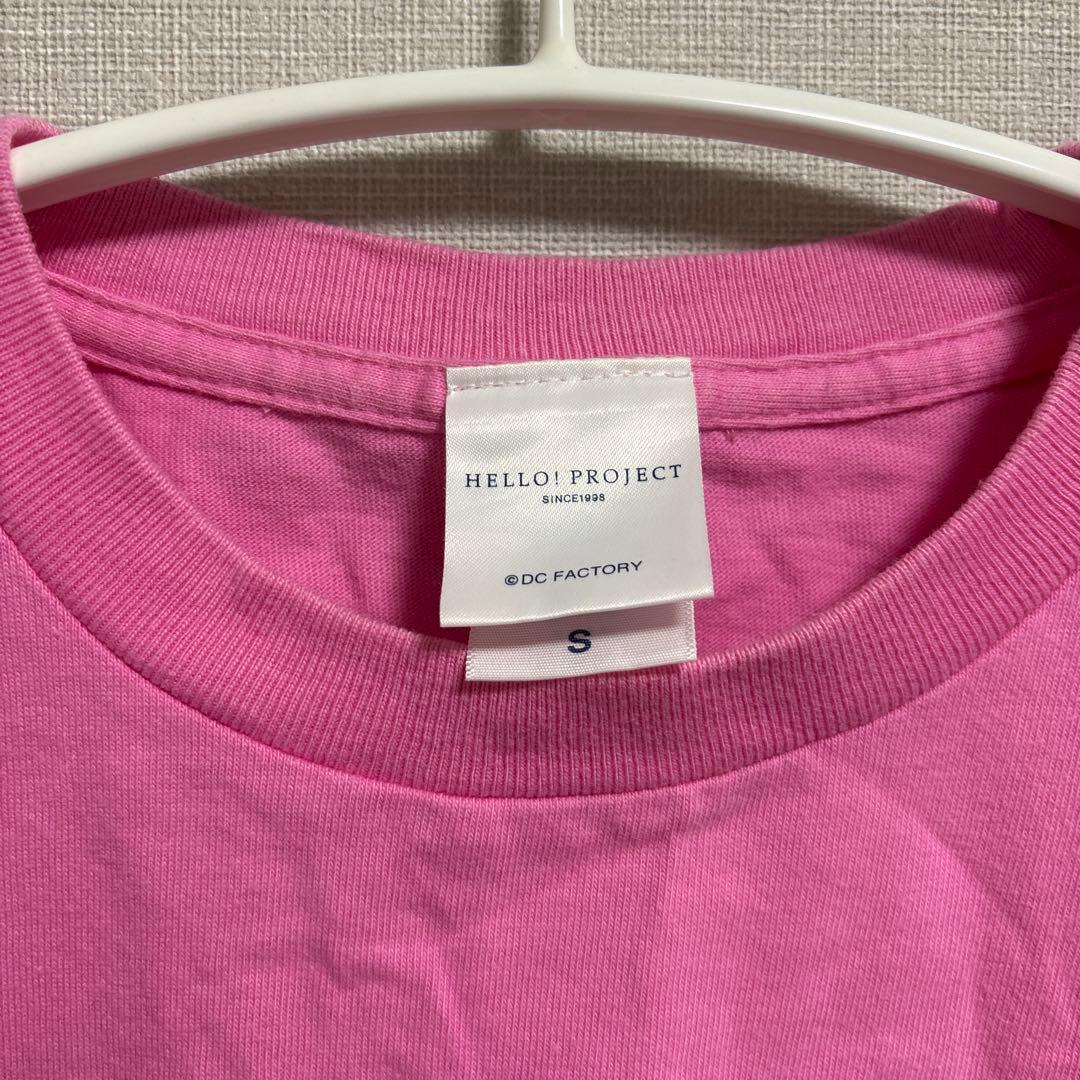 HELLO! PROJECT
SINCE1998
©DC FACTORY
S